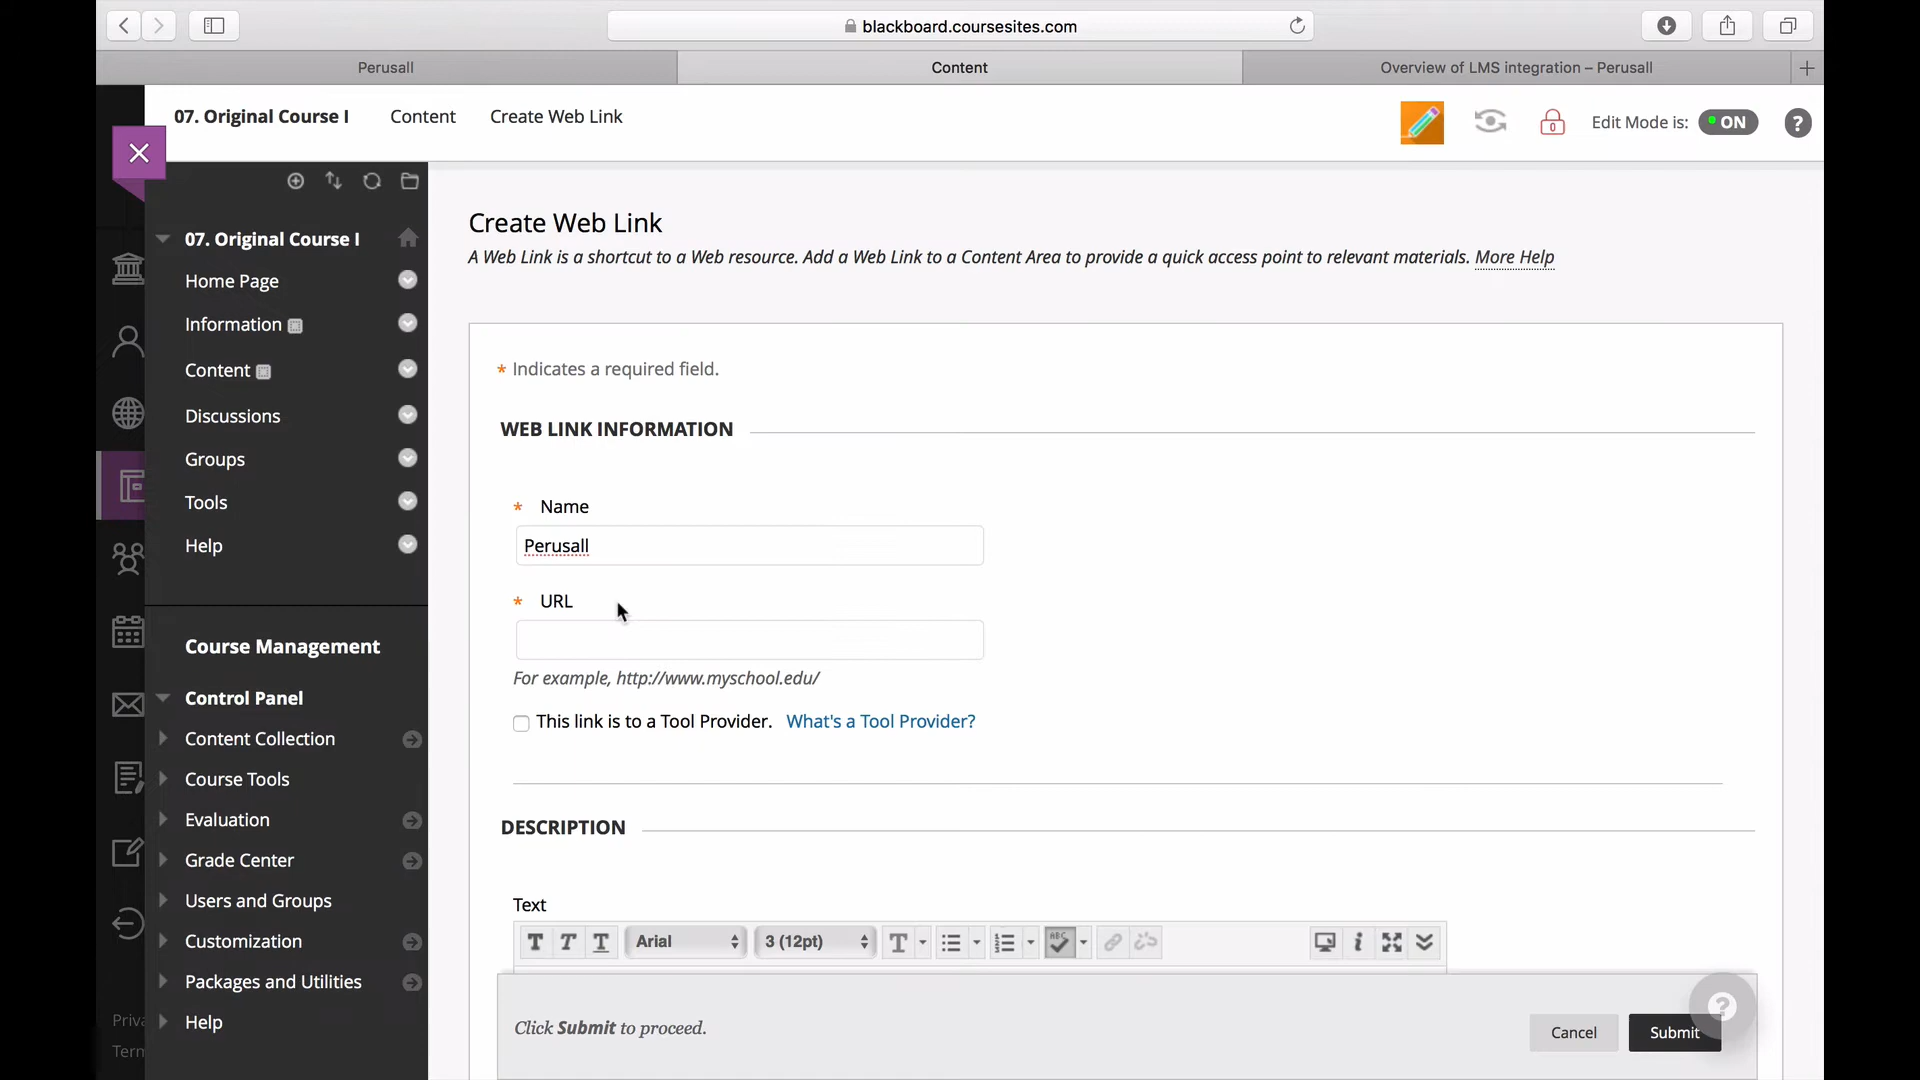 blackboard.coursesites.com
Perusall
Content
Overview of LMS integration – Perusall
07. Original Course I
Content
Create Web Link
Edit Mode is:
ON
?
07. Original Course I
Home Page
Information
Content
Discussions
Groups
Tools
Help
Course Management
Control Panel
Content Collection
Course Tools
Evaluation
Grade Center
Users and Groups
Customization
Packages and Utilities
Help
Priva
Term
Create Web Link
A Web Link is a shortcut to a Web resource. Add a Web Link to a Content Area to provide a quick access point to relevant materials. More Help
* Indicates a required field.
WEB LINK INFORMATION
* Name
Perusall
* URL
For example, http://www.myschool.edu/
This link is to a Tool Provider. What's a Tool Provider?
DESCRIPTION
Text
T T T Arial 3 (12pt) T ABC i
Click Submit to proceed.
Cancel
Submit
?